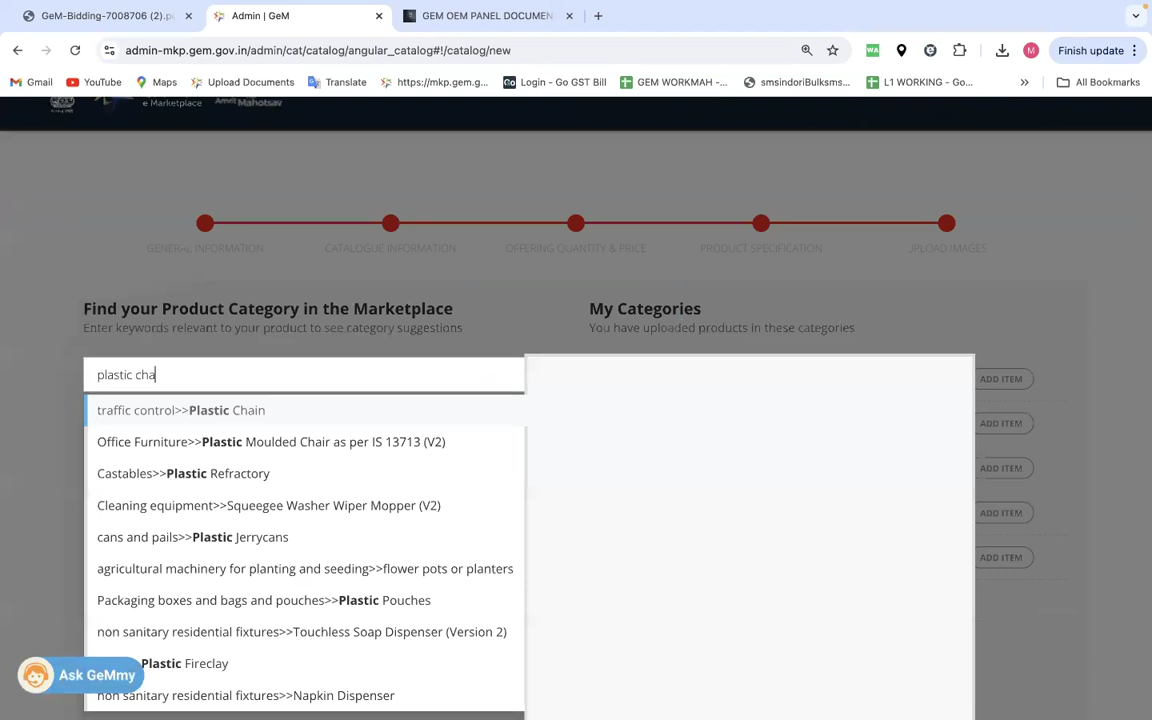 GeM-Bidding-7008706 (2).p
Admin | GeM
GEM OEM PANEL DOCUMEN
admin-mkp.gem.gov.in/admin/cat/catalog/angular_catalog#!/catalog/new
M
Finish update
Gmail
YouTube
Maps
Upload Documents
Translate
https://mkp.gem.g...
Login - Go GST Bill
GEM WORKMAH -...
smsindoriBulksms...
L1 WORKING – Go...
All Bookmarks
e Marketplace
Amrit Mahotsav
GENERAL INFORMATION
CATALOGUE INFORMATION
OFFERING QUANTITY & PRICE
PRODUCT SPECIFICATION
UPLOAD IMAGES
Find your Product Category in the Marketplace
Enter keywords relevant to your product to see category suggestions
My Categories
You have uploaded products in these categories
plastic cha
traffic control>>Plastic Chain
Office Furniture>>Plastic Moulded Chair as per IS 13713 (V2)
Castables>>Plastic Refractory
Cleaning equipment>>Squeegee Washer Wiper Mopper (V2)
cans and pails>>Plastic Jerrycans
agricultural machinery for planting and seeding>>flower pots or planters
Packaging boxes and bags and pouches>>Plastic Pouches
non sanitary residential fixtures>>Touchless Soap Dispenser (Version 2)
Plastic Fireclay
non sanitary residential fixtures>>Napkin Dispenser
ADD ITEM
ADD ITEM
ADD ITEM
ADD ITEM
ADD ITEM
Ask GeMmy